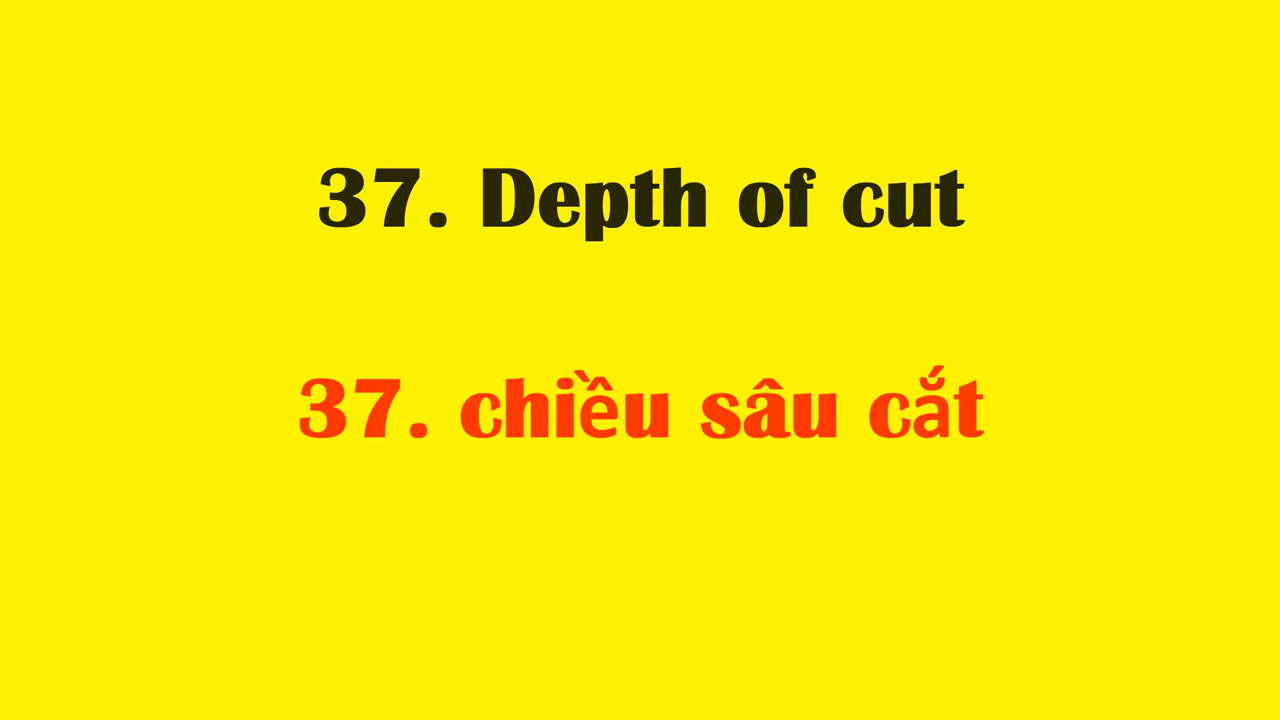 37. Depth of cut
37. chiều sâu cắt